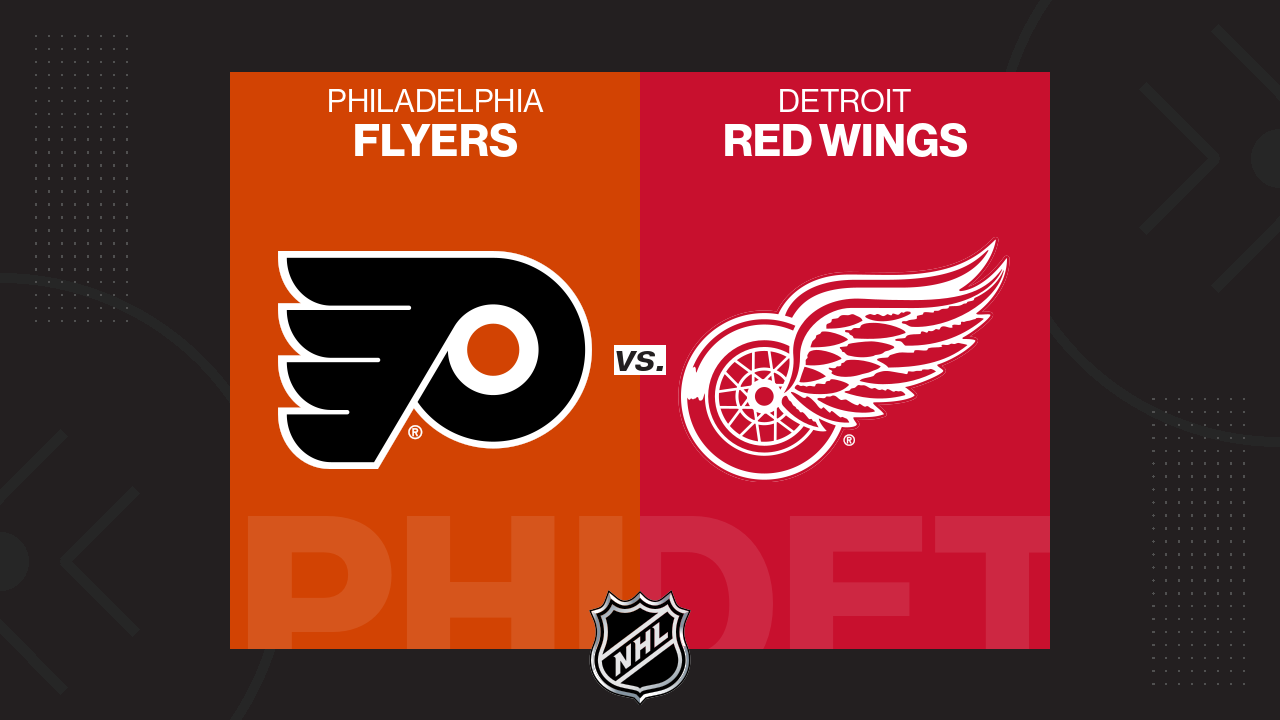 PHILADELPHIA
FLYERS
®
vs.
DETROIT
RED WINGS
®
PHI
DET
NHL